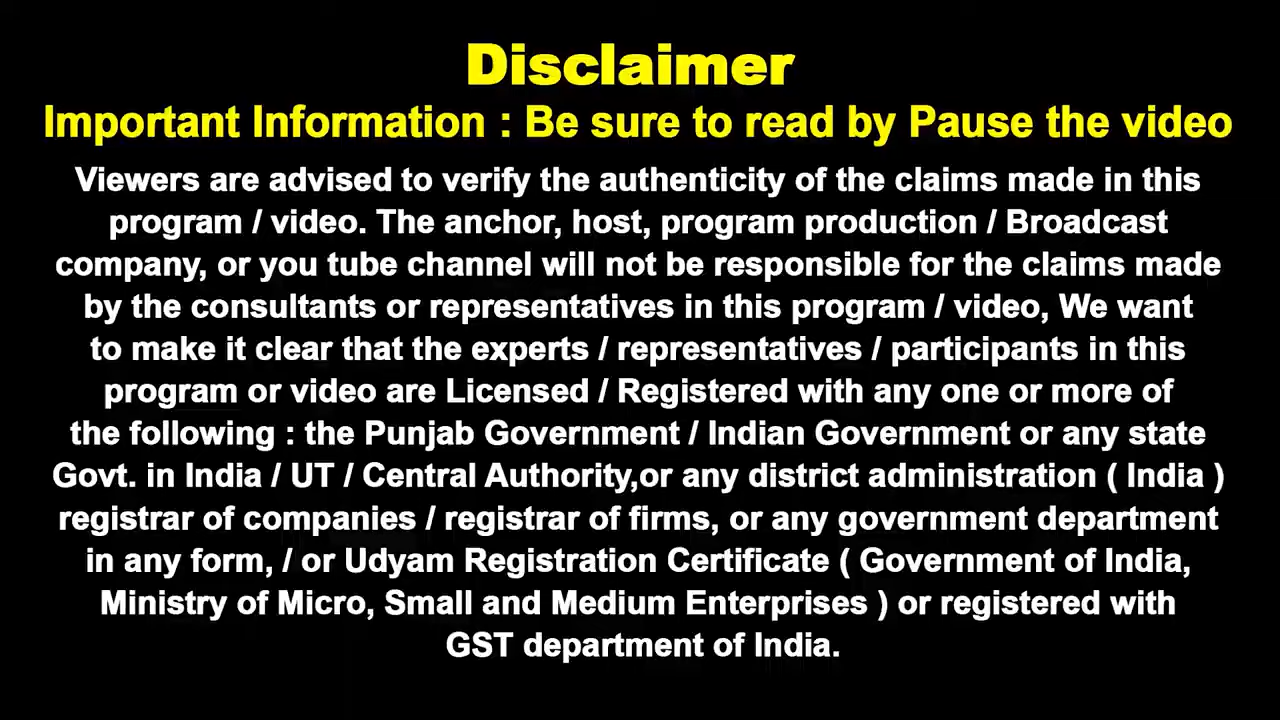 Disclaimer
Important Information : Be sure to read by Pause the video
Viewers are advised to verify the authenticity of the claims made in this
program / video. The anchor, host, program production / Broadcast
company, or you tube channel will not be responsible for the claims made
by the consultants or representatives in this program / video, We want
to make it clear that the experts / representatives / participants in this
program or video are Licensed / Registered with any one or more of
the following : the Punjab Government / Indian Government or any state
Govt. in India / UT / Central Authority,or any district administration ( India )
registrar of companies / registrar of firms, or any government department
in any form, / or Udyam Registration Certificate ( Government of India,
Ministry of Micro, Small and Medium Enterprises ) or registered with
GST department of India.